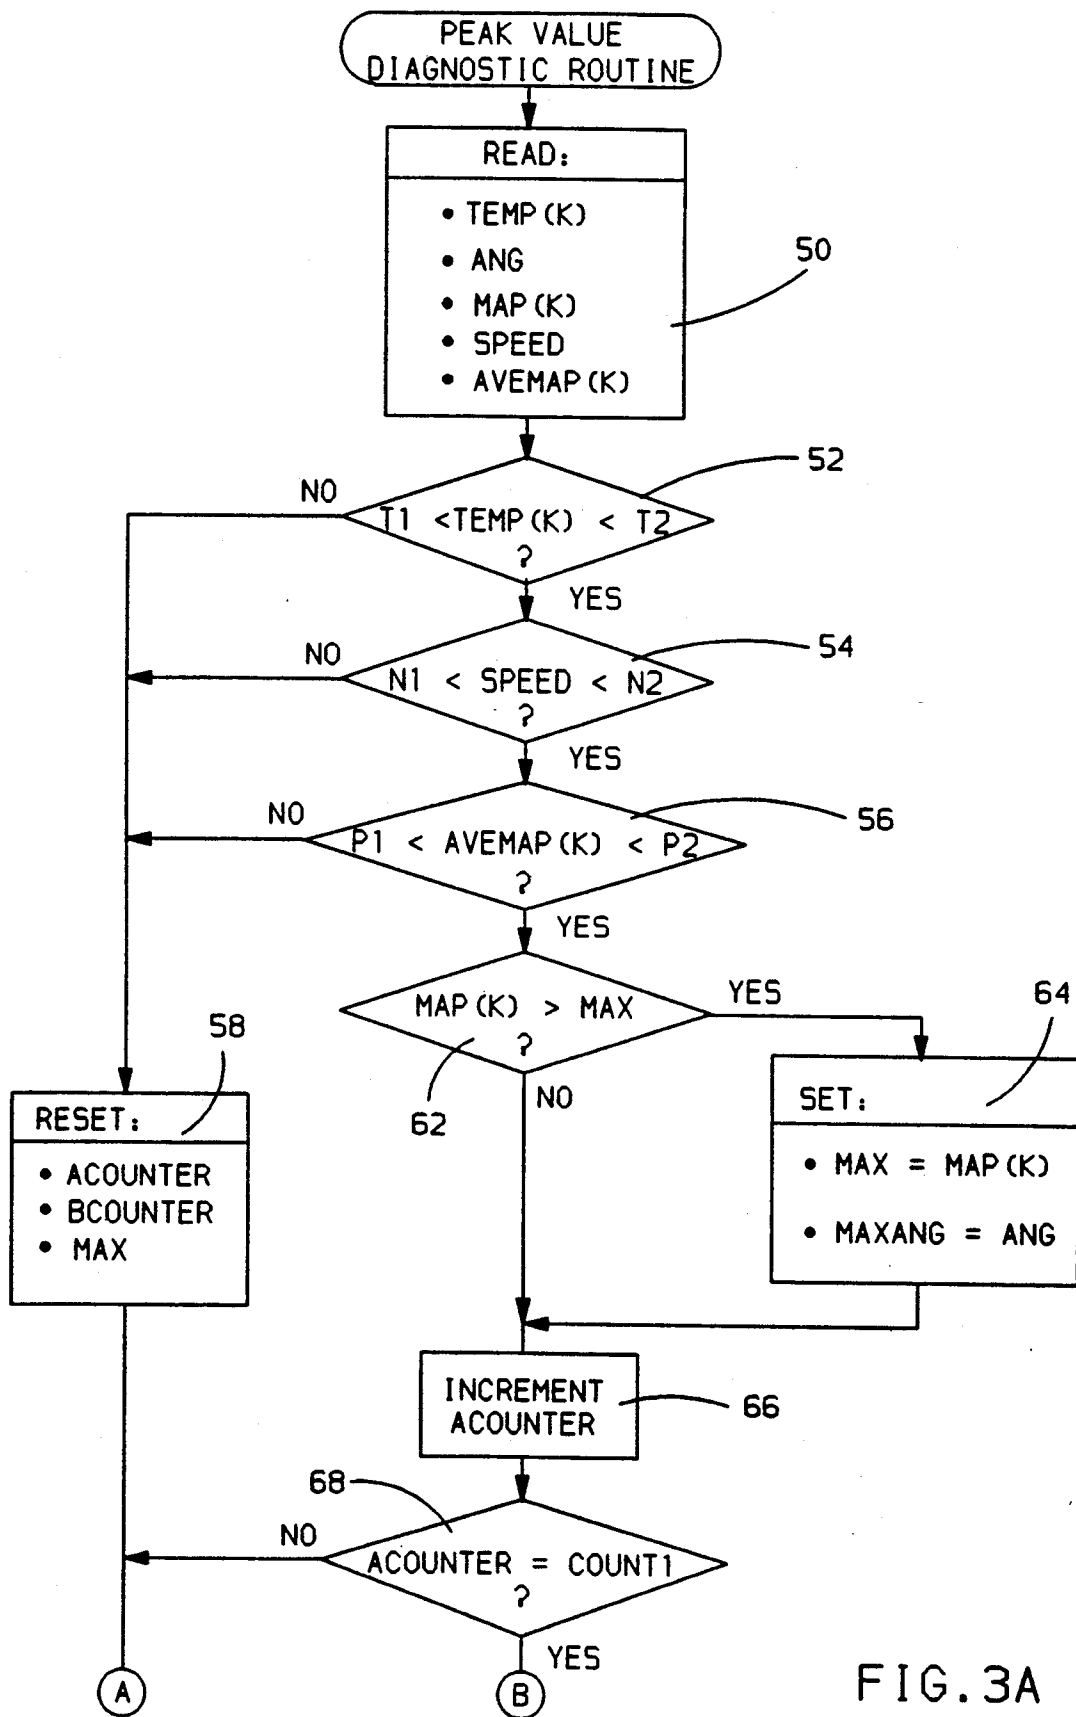 PEAK VALUE
DIAGNOSTIC ROUTINE
READ:
• TEMP(K)
• ANG
• MAP(K)
• SPEED
• AVEMAP(K)
50
T1 <TEMP(K) < T2
?
52
NO
YES
N1 < SPEED < N2
?
54
NO
YES
P1 < AVEMAP(K) < P2
?
56
NO
YES
MAP(K) > MAX
?
62
YES
NO
64
SET:
• MAX = MAP(K)
• MAXANG = ANG
58
RESET:
• ACOUNTER
• BCOUNTER
• MAX
INCREMENT
ACOUNTER
66
68
ACOUNTER = COUNT1
?
NO
YES
A
B
FIG.3A